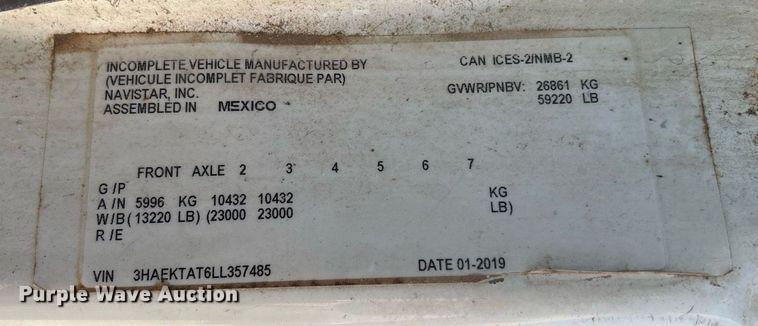 INCOMPLETE VEHICLE MANUFACTURED BY
(VEHICULE INCOMPLET FABRIQUE PAR)
NAVISTAR, INC.
ASSEMBLED IN MEXICO
CAN ICES-2/NMB-2
GVWR/PNBV: 26861 KG
59220 LB
FRONT AXLE 2 3 4 5 6 7
G/P
A/N 5996 KG 10432 10432 KG
W/B (13220 LB) (23000 23000 LB)
R/E
VIN 3HAEKTAT6LL357485 DATE 01-2019
Purple Wave Auction